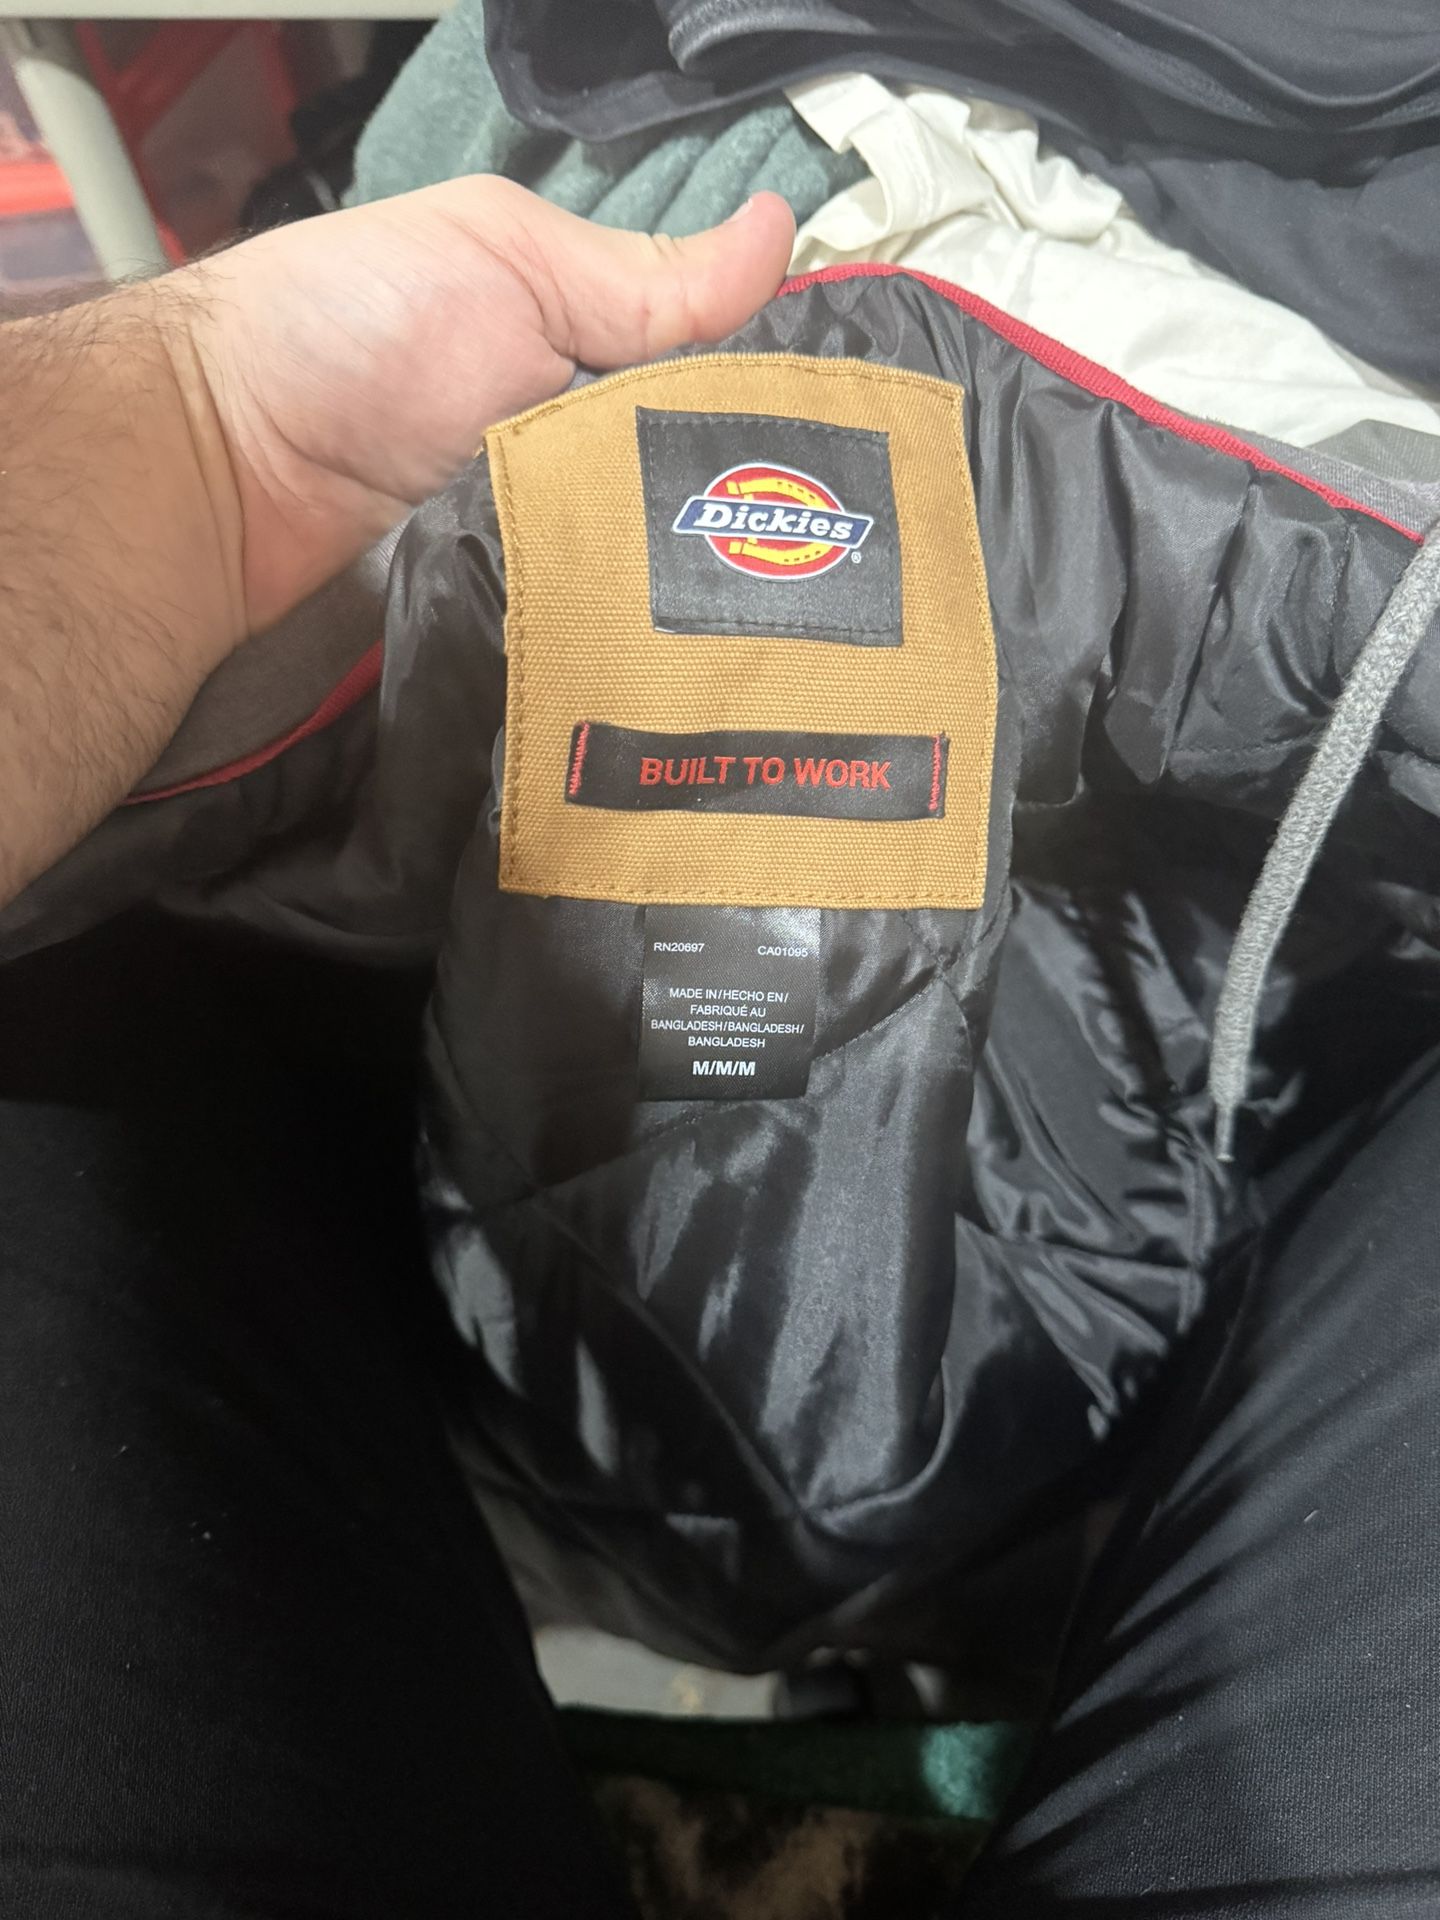 Dickies
®
BUILT TO WORK
RN20697 CA01095
MADE IN/HECHO EN/
FABRIQUÉ AU
BANGLADESH/BANGLADESH/
BANGLADESH
M/M/M